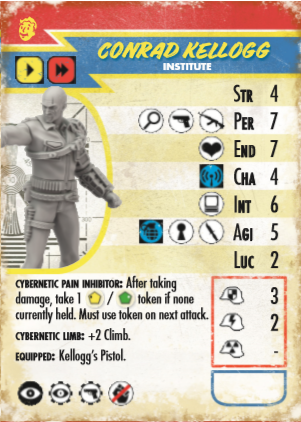 CONRAD KELLOGG
INSTITUTE
STR 4
PER 7
END 7
CHA 4
INT 6
AGI 5
LUC 2
CYBERNETIC PAIN INHIBITOR: After taking
damage, take 1 / token if none
currently held. Must use token on next attack.
CYBERNETIC LIMB: +2 Climb.
EQUIPPED: Kellogg's Pistol.
3
2
-